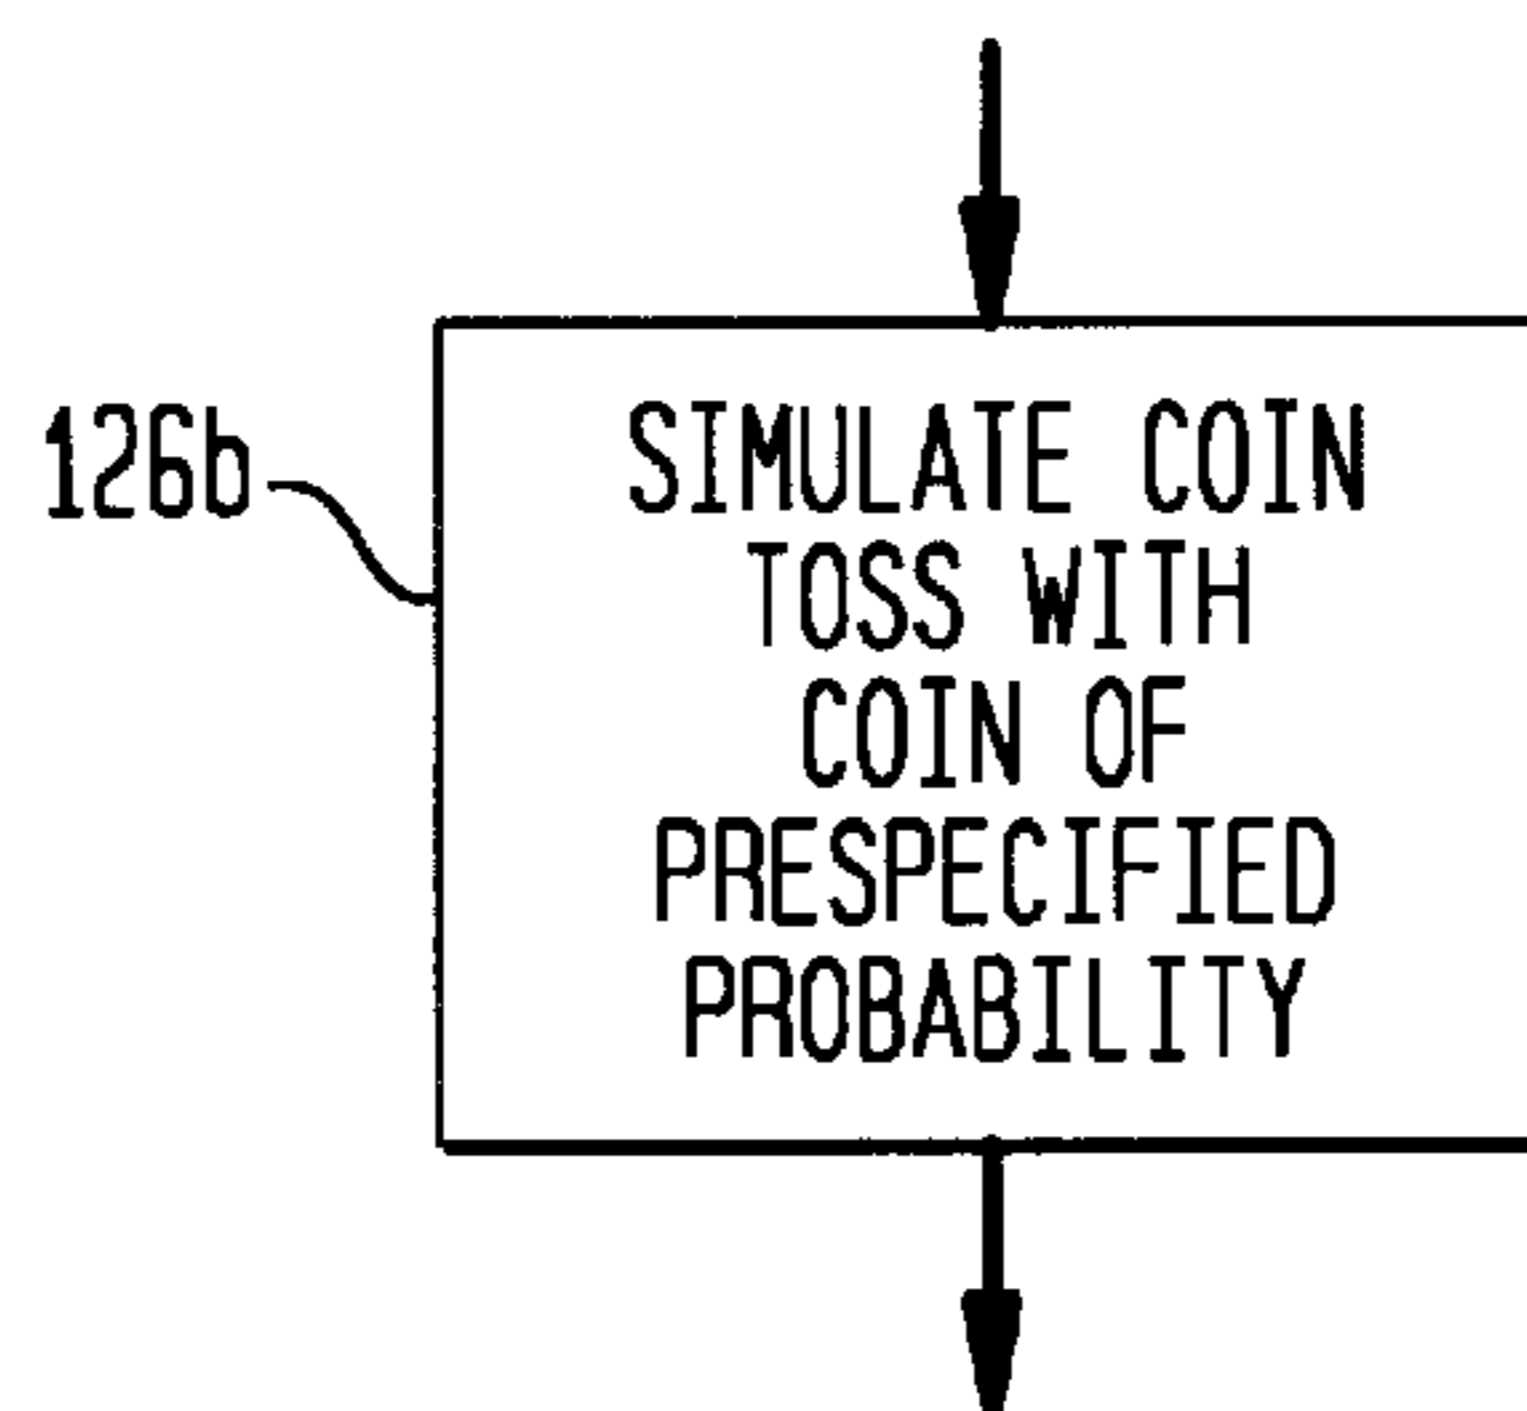 126b
SIMULATE COIN
TOSS WITH
COIN OF
PRESPECIFIED
PROBABILITY